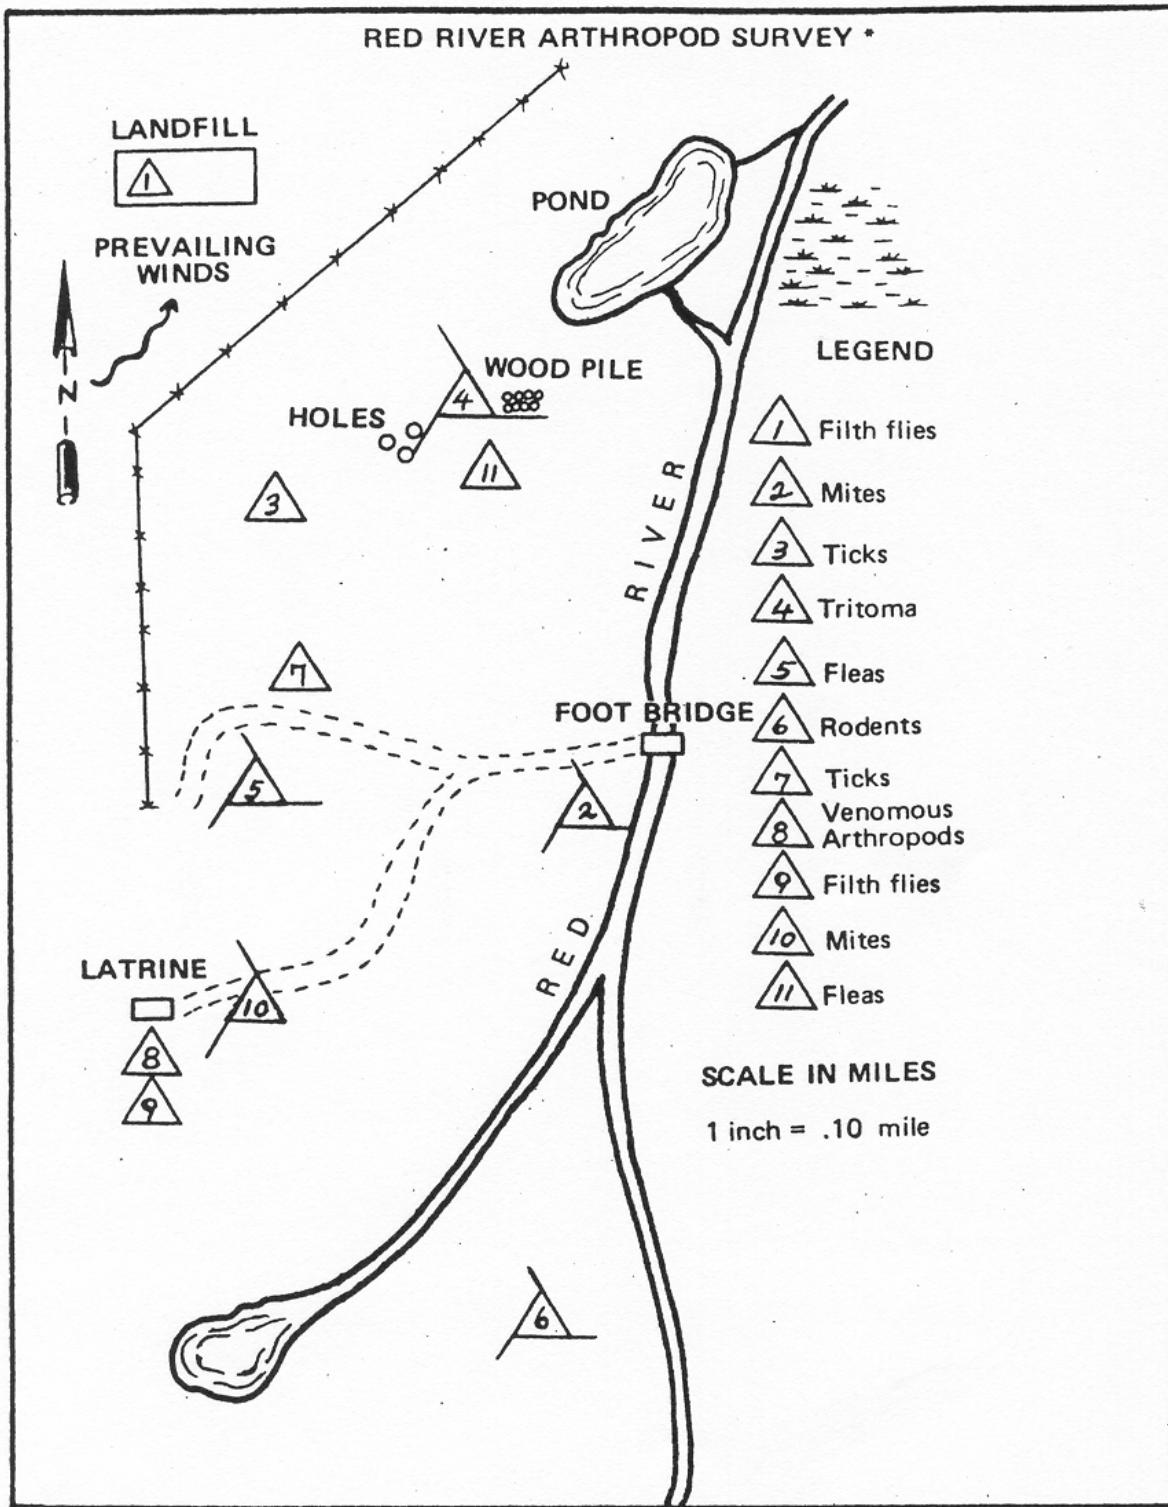 RED RIVER ARTHROPOD SURVEY *
LANDFILL
1
PREVAILING
WINDS
N
POND
WOOD PILE
4
HOLES
11
3
RIVER
7
FOOT BRIDGE
5
2
RED
LATRINE
10
8
9
6
LEGEND
1 Filth flies
2 Mites
3 Ticks
4 Tritoma
5 Fleas
6 Rodents
7 Ticks
8 Venomous
Arthropods
9 Filth flies
10 Mites
11 Fleas
SCALE IN MILES
1 inch = .10 mile